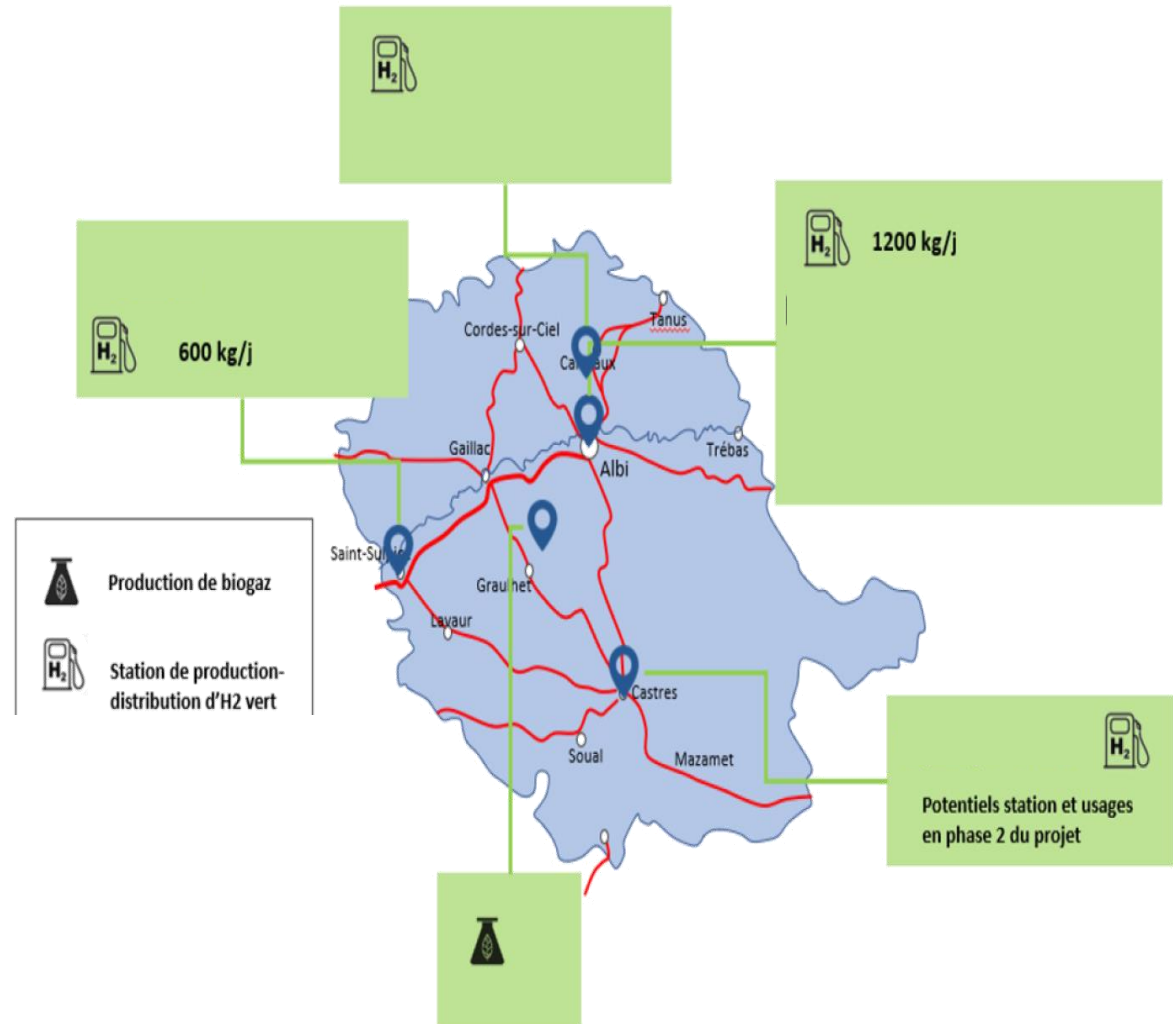 H₂
H₂
1200 kg/j
H₂
600 kg/j
Tanus
Cordes-sur-Ciel
Gaillac
Trébas
Albi
Production de biogaz
Graulhet
Lavaur
H₂
Station de production-
distribution d'H2 vert
Castres
Soual
Mazamet
H₂
Potentiels station et usages
en phase 2 du projet